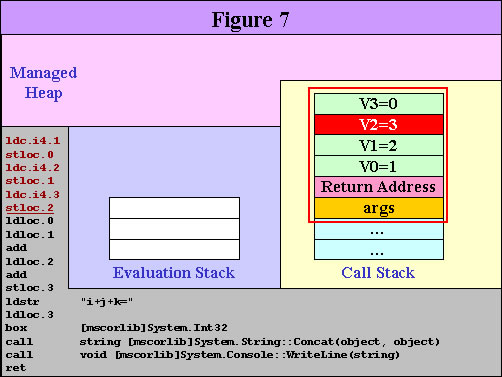 Figure 7
Managed
Heap
ldc.i4.1
stloc.0
ldc.i4.2
stloc.1
ldc.i4.3
stloc.2
ldloc.0
ldloc.1
add
ldloc.2
add
stloc.3
ldstr "i+j+k="
ldloc.3
box [mscorlib]System.Int32
call string [mscorlib]System.String::Concat(object, object)
call void [mscorlib]System.Console::WriteLine(string)
ret
Evaluation Stack
V3=0
V2=3
V1=2
V0=1
Return Address
args
...
...
Call Stack